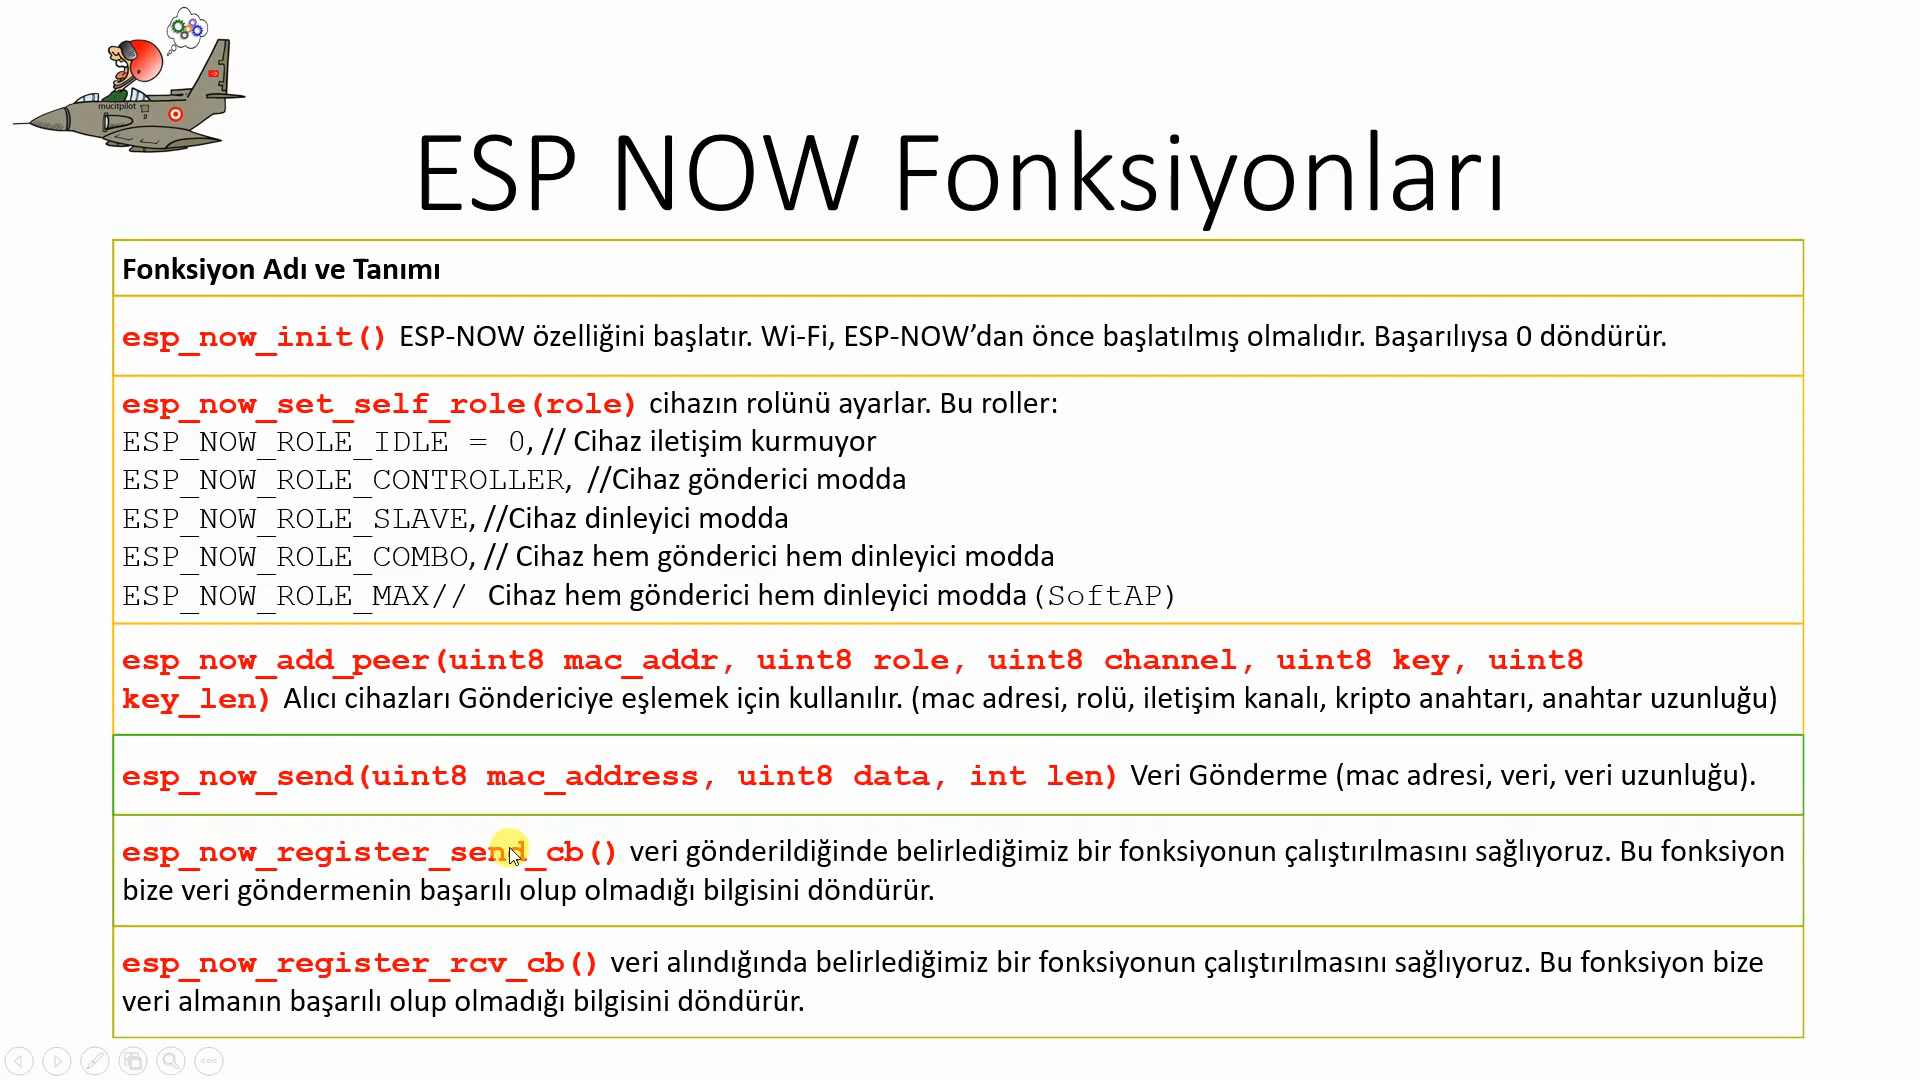 mucitpilot
ESP NOW Fonksiyonları
Fonksiyon Adı ve Tanımı
esp_now_init() ESP-NOW özelliğini başlatır. Wi-Fi, ESP-NOW’dan önce başlatılmış olmalıdır. Başarılıysa 0 döndürür.
esp_now_set_self_role(role) cihazın rolünü ayarlar. Bu roller:
ESP_NOW_ROLE_IDLE = 0, // Cihaz iletişim kurmuyor
ESP_NOW_ROLE_CONTROLLER, //Cihaz gönderici modda
ESP_NOW_ROLE_SLAVE, //Cihaz dinleyici modda
ESP_NOW_ROLE_COMBO, // Cihaz hem gönderici hem dinleyici modda
ESP_NOW_ROLE_MAX// Cihaz hem gönderici hem dinleyici modda (SoftAP)
esp_now_add_peer(uint8 mac_addr, uint8 role, uint8 channel, uint8 key, uint8
key_len) Alıcı cihazları Göndericiye eşlemek için kullanılır. (mac adresi, rolü, iletişim kanalı, kripto anahtarı, anahtar uzunluğu)
esp_now_send(uint8 mac_address, uint8 data, int len) Veri Gönderme (mac adresi, veri, veri uzunluğu).
esp_now_register_send_cb() veri gönderildiğinde belirlediğimiz bir fonksiyonun çalıştırılmasını sağlıyoruz. Bu fonksiyon
bize veri göndermenin başarılı olup olmadığı bilgisini döndürür.
esp_now_register_rcv_cb() veri alındığında belirlediğimiz bir fonksiyonun çalıştırılmasını sağlıyoruz. Bu fonksiyon bize
veri almanın başarılı olup olmadığı bilgisini döndürür.